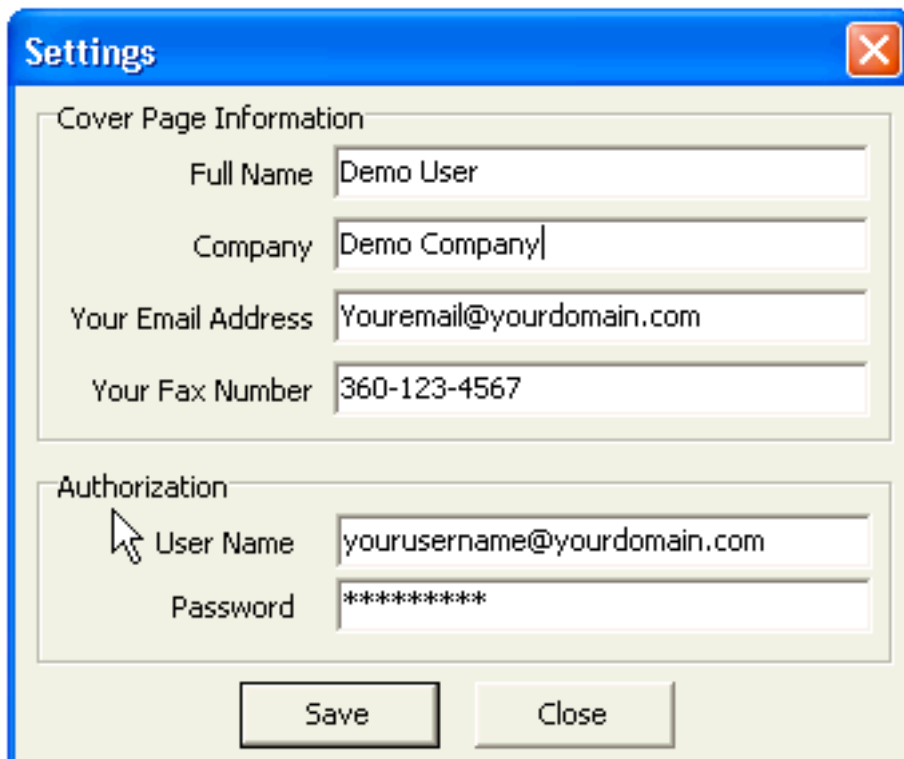 Settings
Cover Page Information
Full Name Demo User
Company Demo Company
Your Email Address Youremail@yourdomain.com
Your Fax Number 360-123-4567
Authorization
User Name yourusername@yourdomain.com
Password *********
Save Close